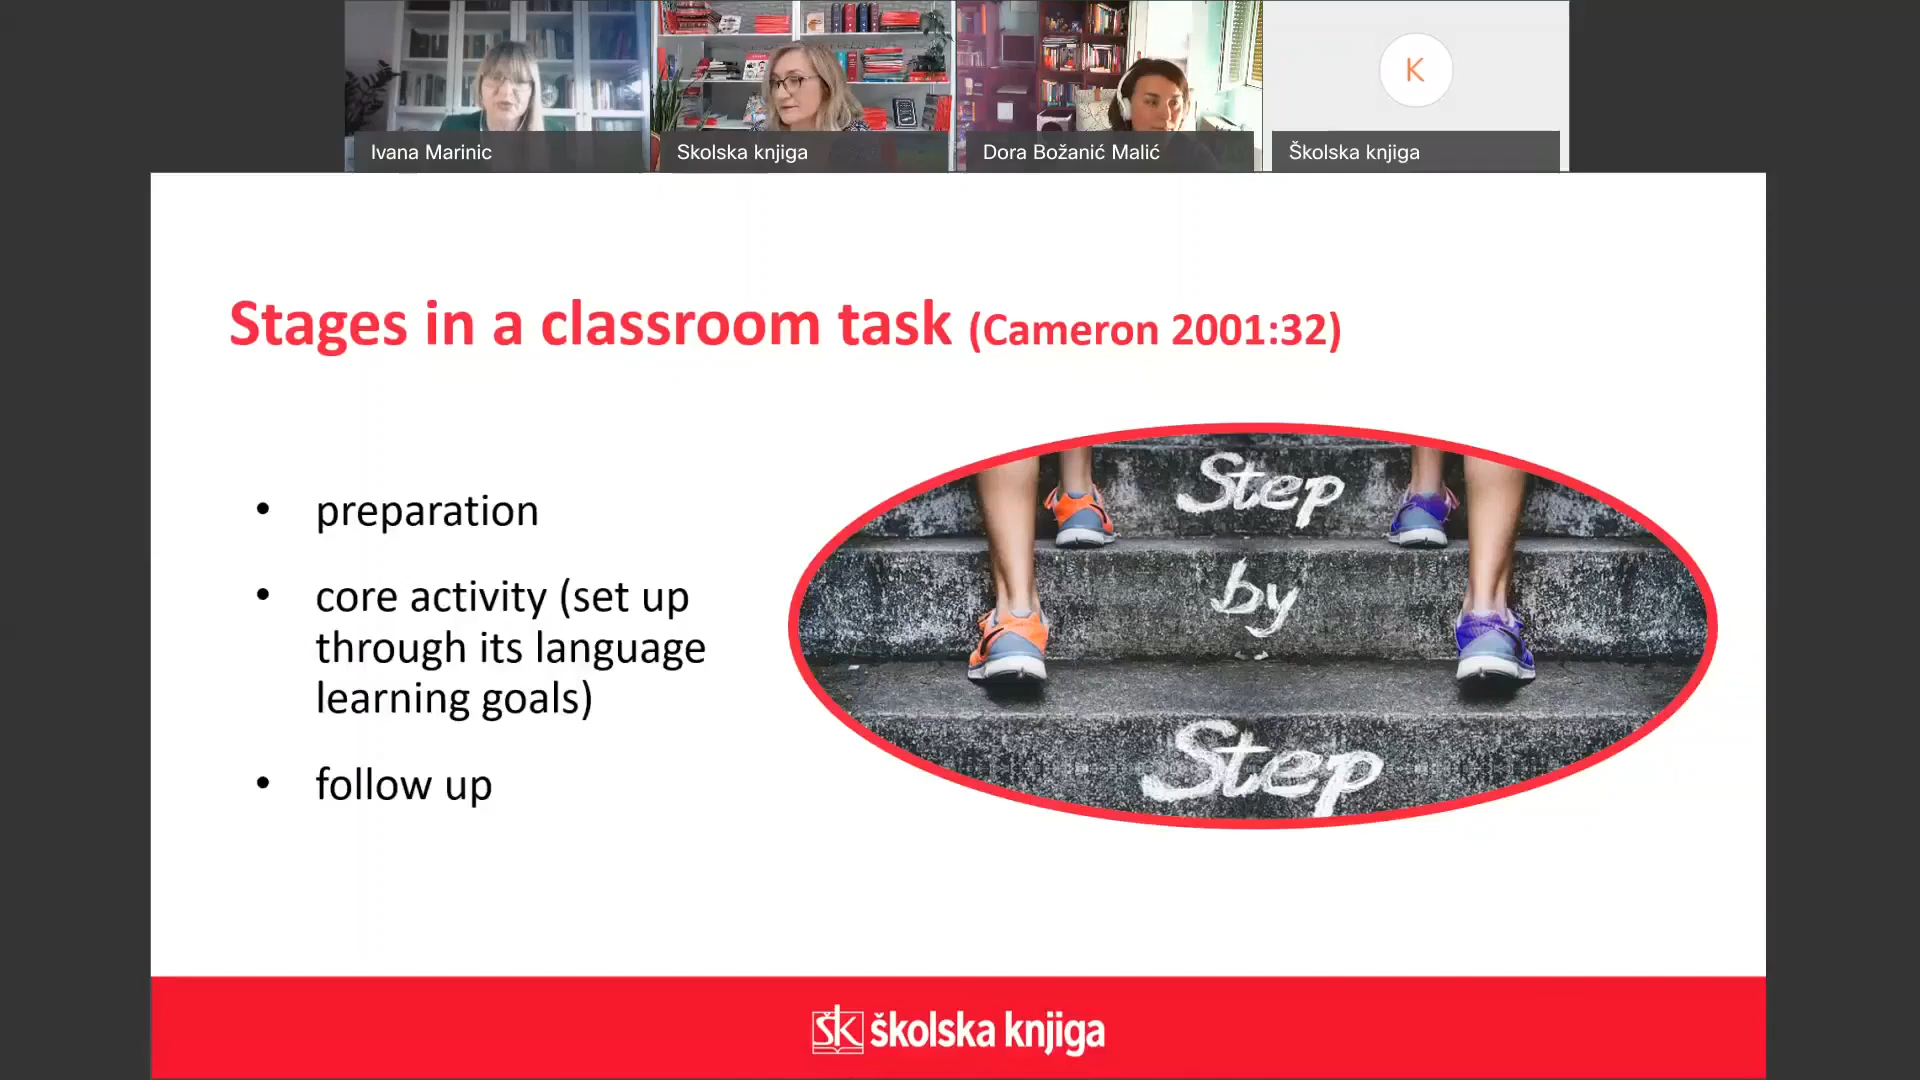 Ivana Marinic
Skolska knjiga
Dora Božanić Malić
K
Školska knjiga
Stages in a classroom task (Cameron 2001:32)
• preparation
• core activity (set up
through its language
learning goals)
• follow up
Step
by
Step
ŠK školska knjiga